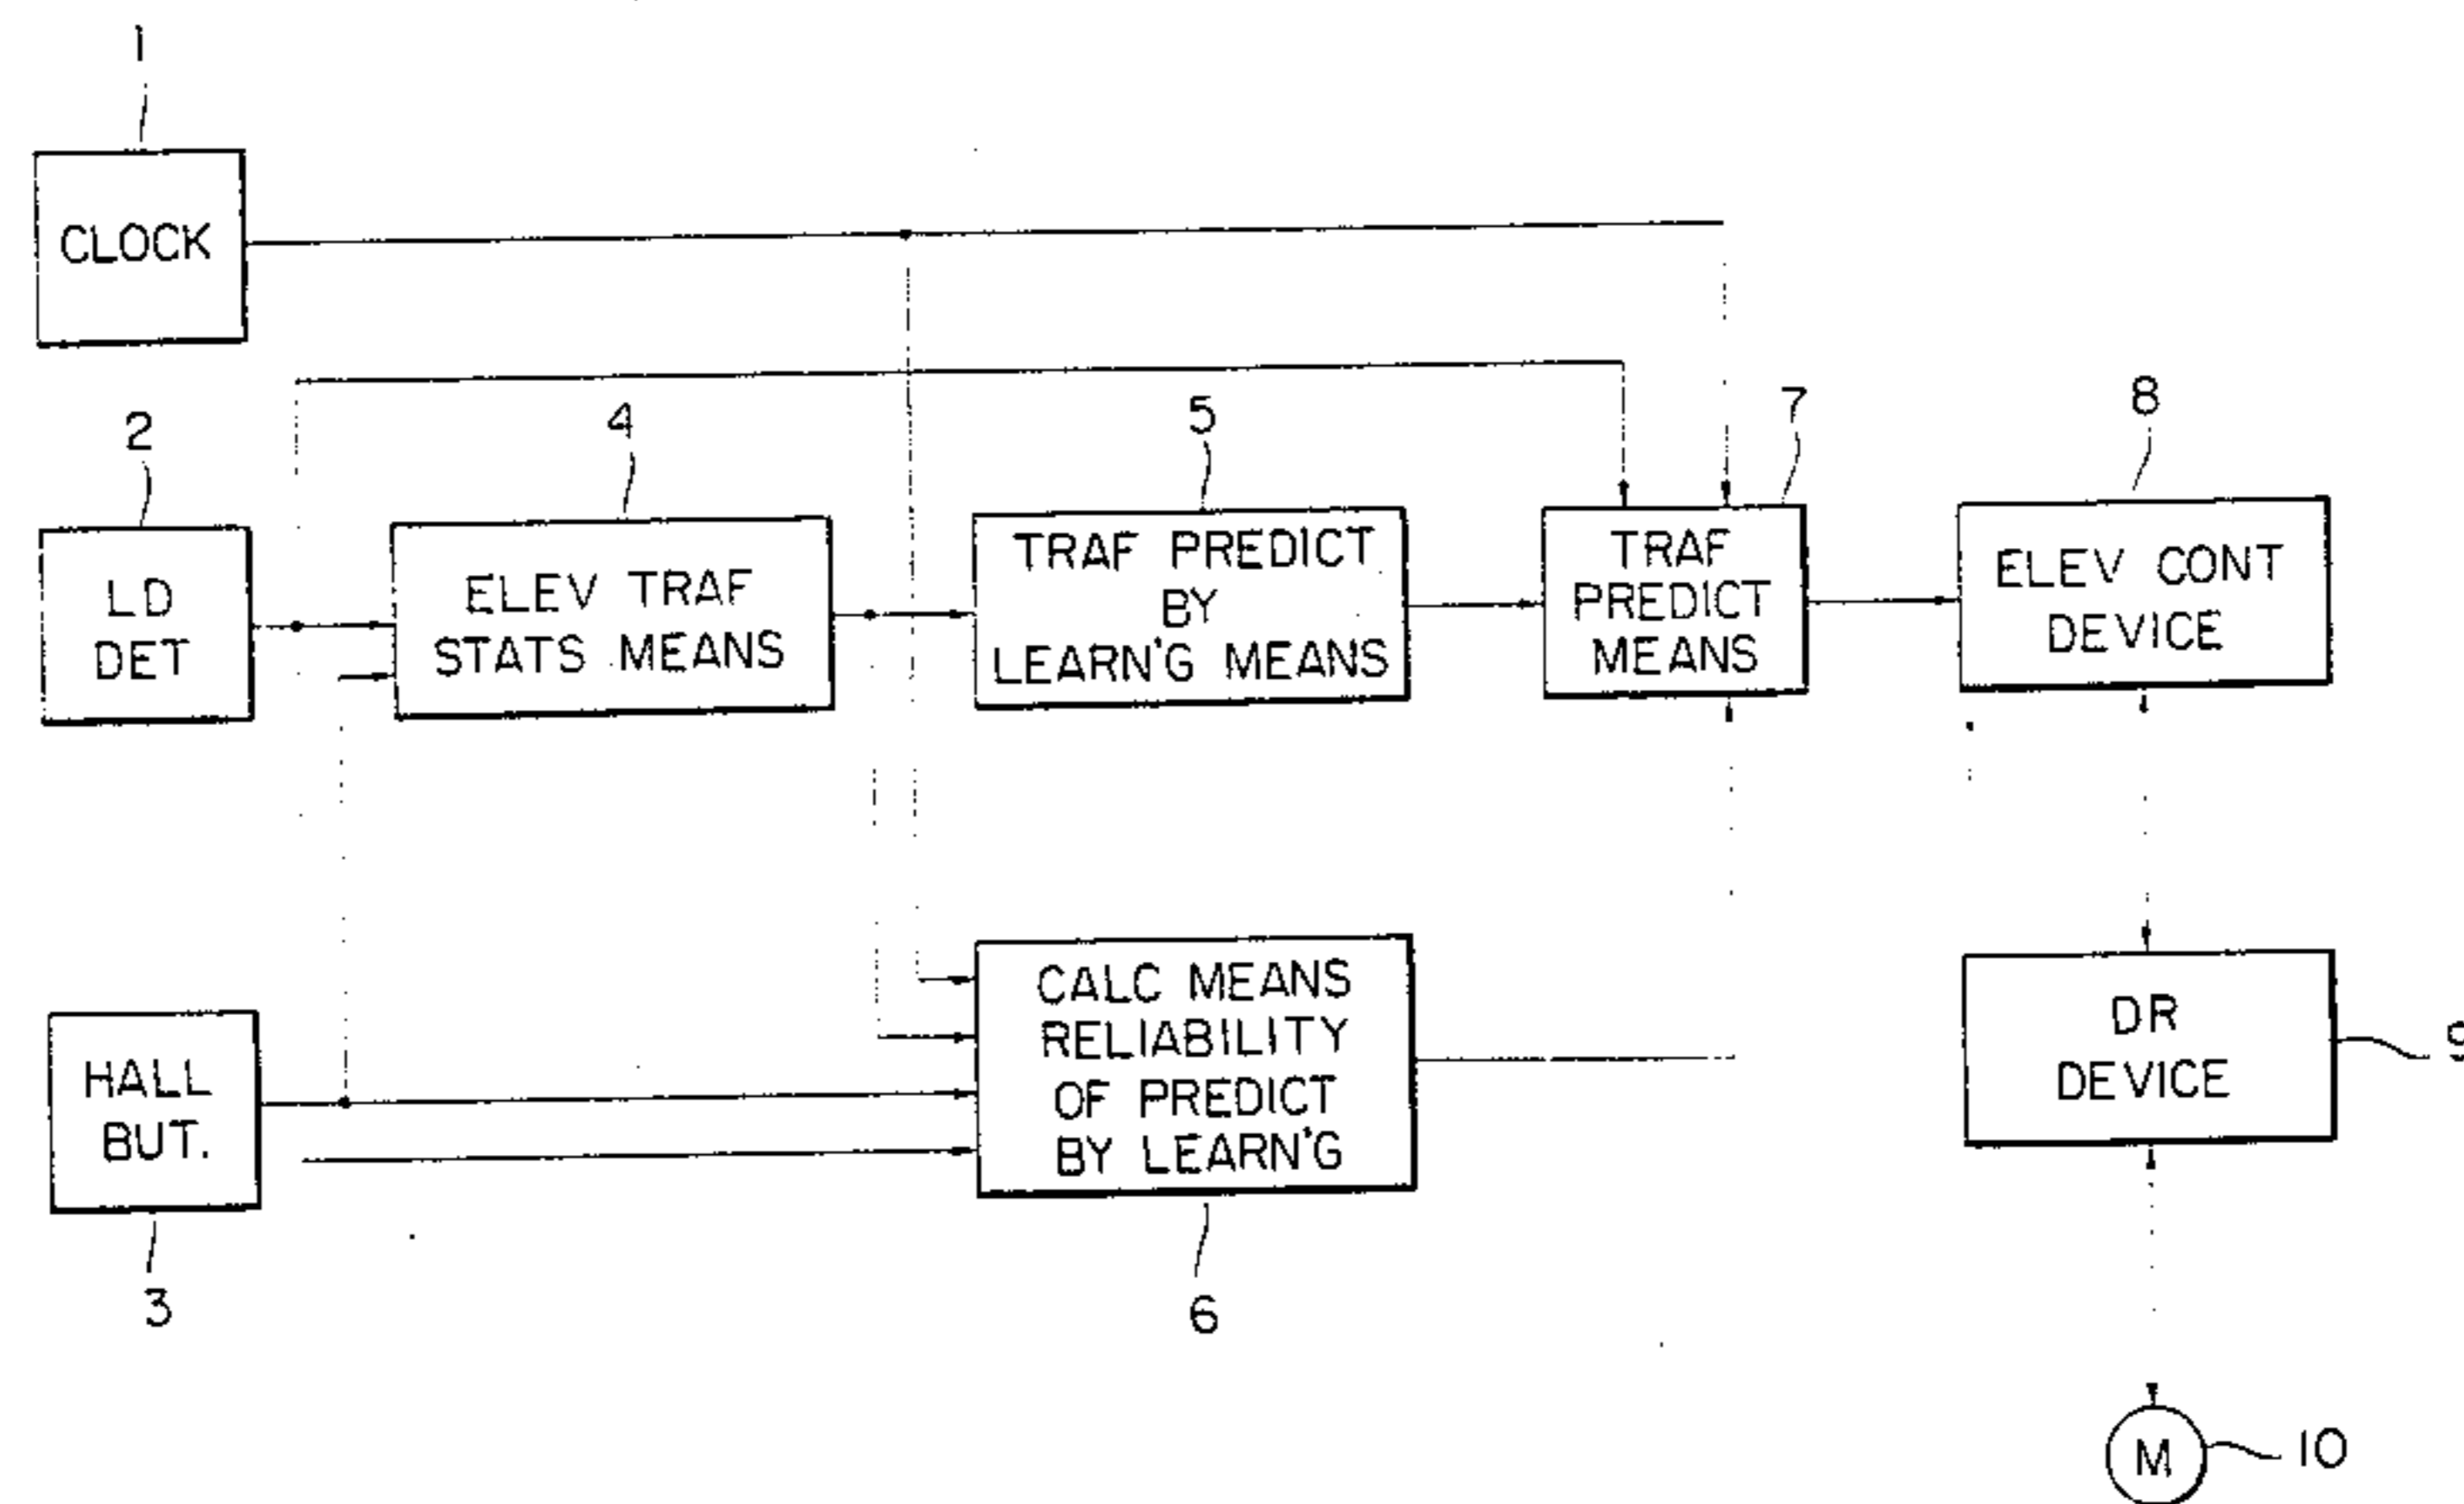 1
CLOCK
2
LD
DET
4
ELEV TRAF
STATS MEANS
5
TRAF PREDICT
BY
LEARN'G MEANS
7
TRAF
PREDICT
MEANS
8
ELEV CONT
DEVICE
HALL
BUT.
3
CALC MEANS
RELIABILITY
OF PREDICT
BY LEARN'G
6
DR
DEVICE
9
M
10